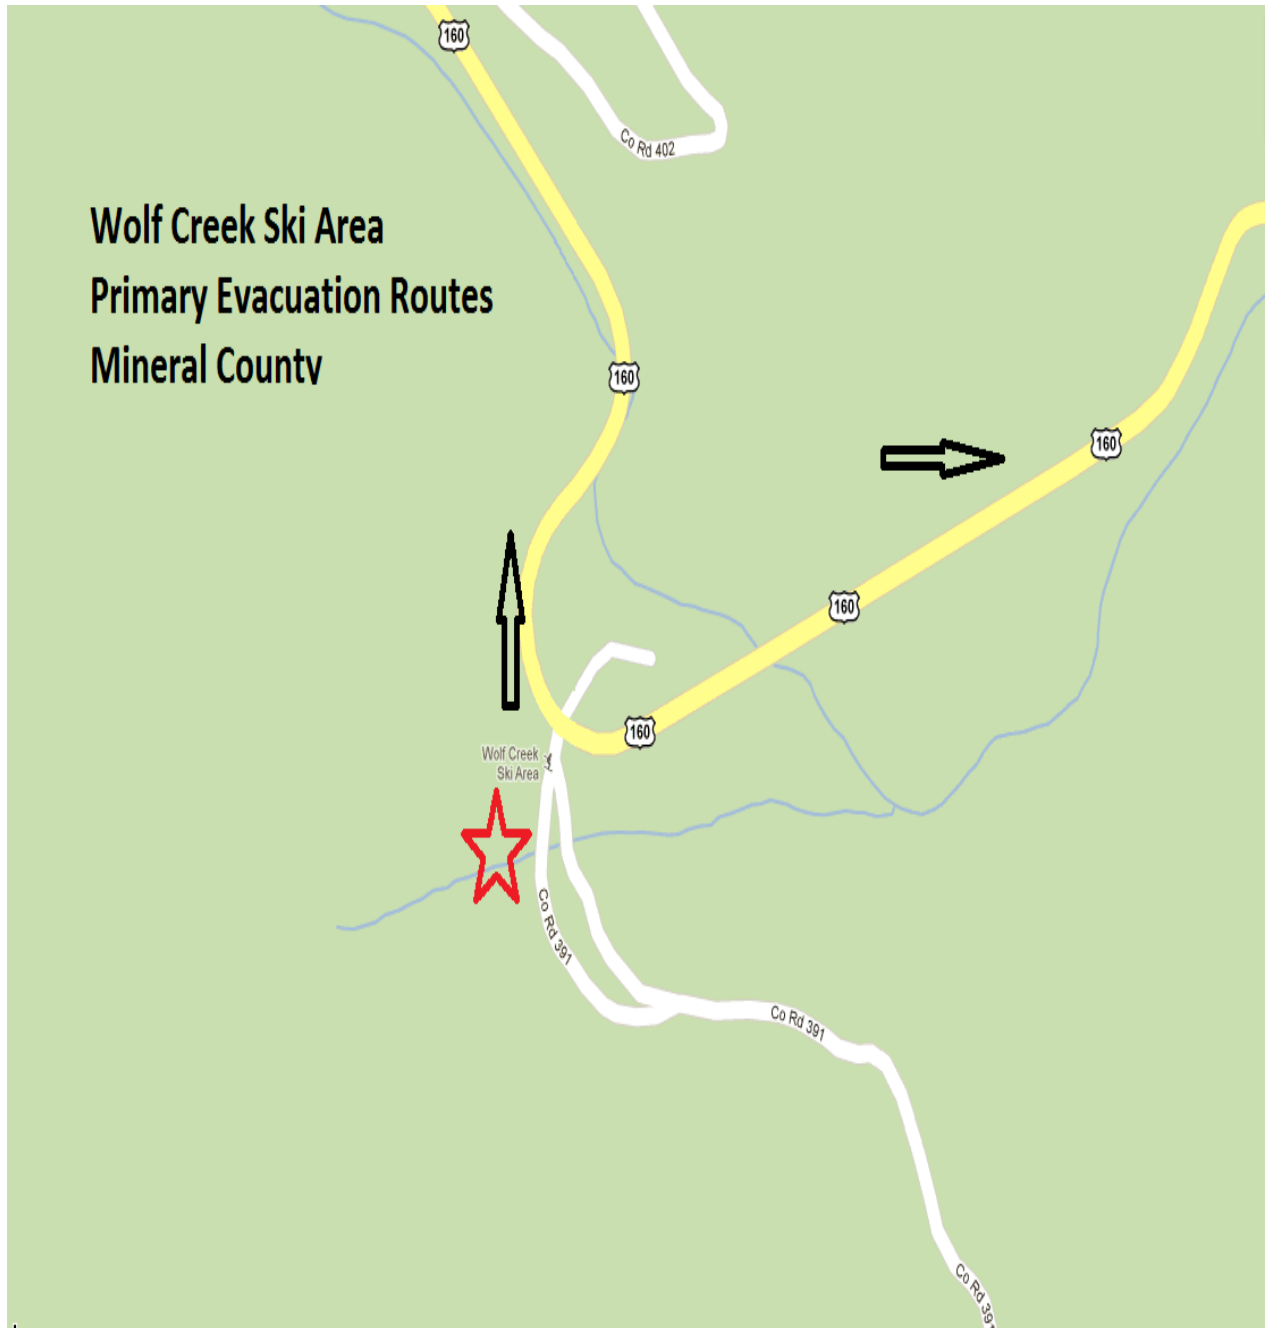 160
Co Rd 402
Wolf Creek Ski Area
Primary Evacuation Routes
Mineral County
160
160
160
160
Wolf Creek
Ski Area
Co Rd 391
Co Rd 391
Co Rd 391